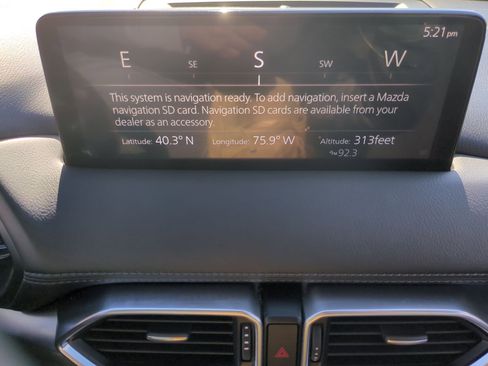 5:21 pm
E SE S SW W
This system is navigation ready. To add navigation, insert a Mazda
navigation SD card. Navigation SD cards are available from your
dealer as an accessory.
Latitude: 40.3° N Longitude: 75.9° W Altitude: 313feet
92.3